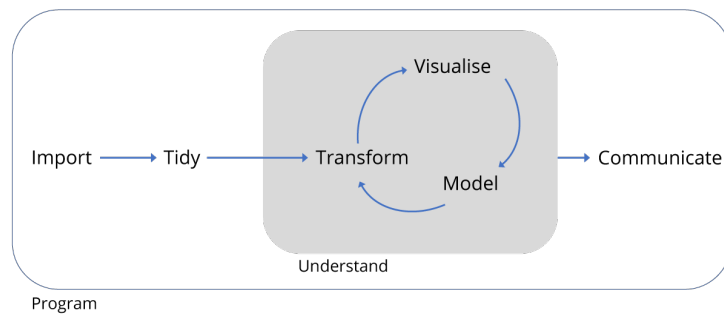 Visualise
Import
Tidy
Transform
Communicate
Model
Understand
Program